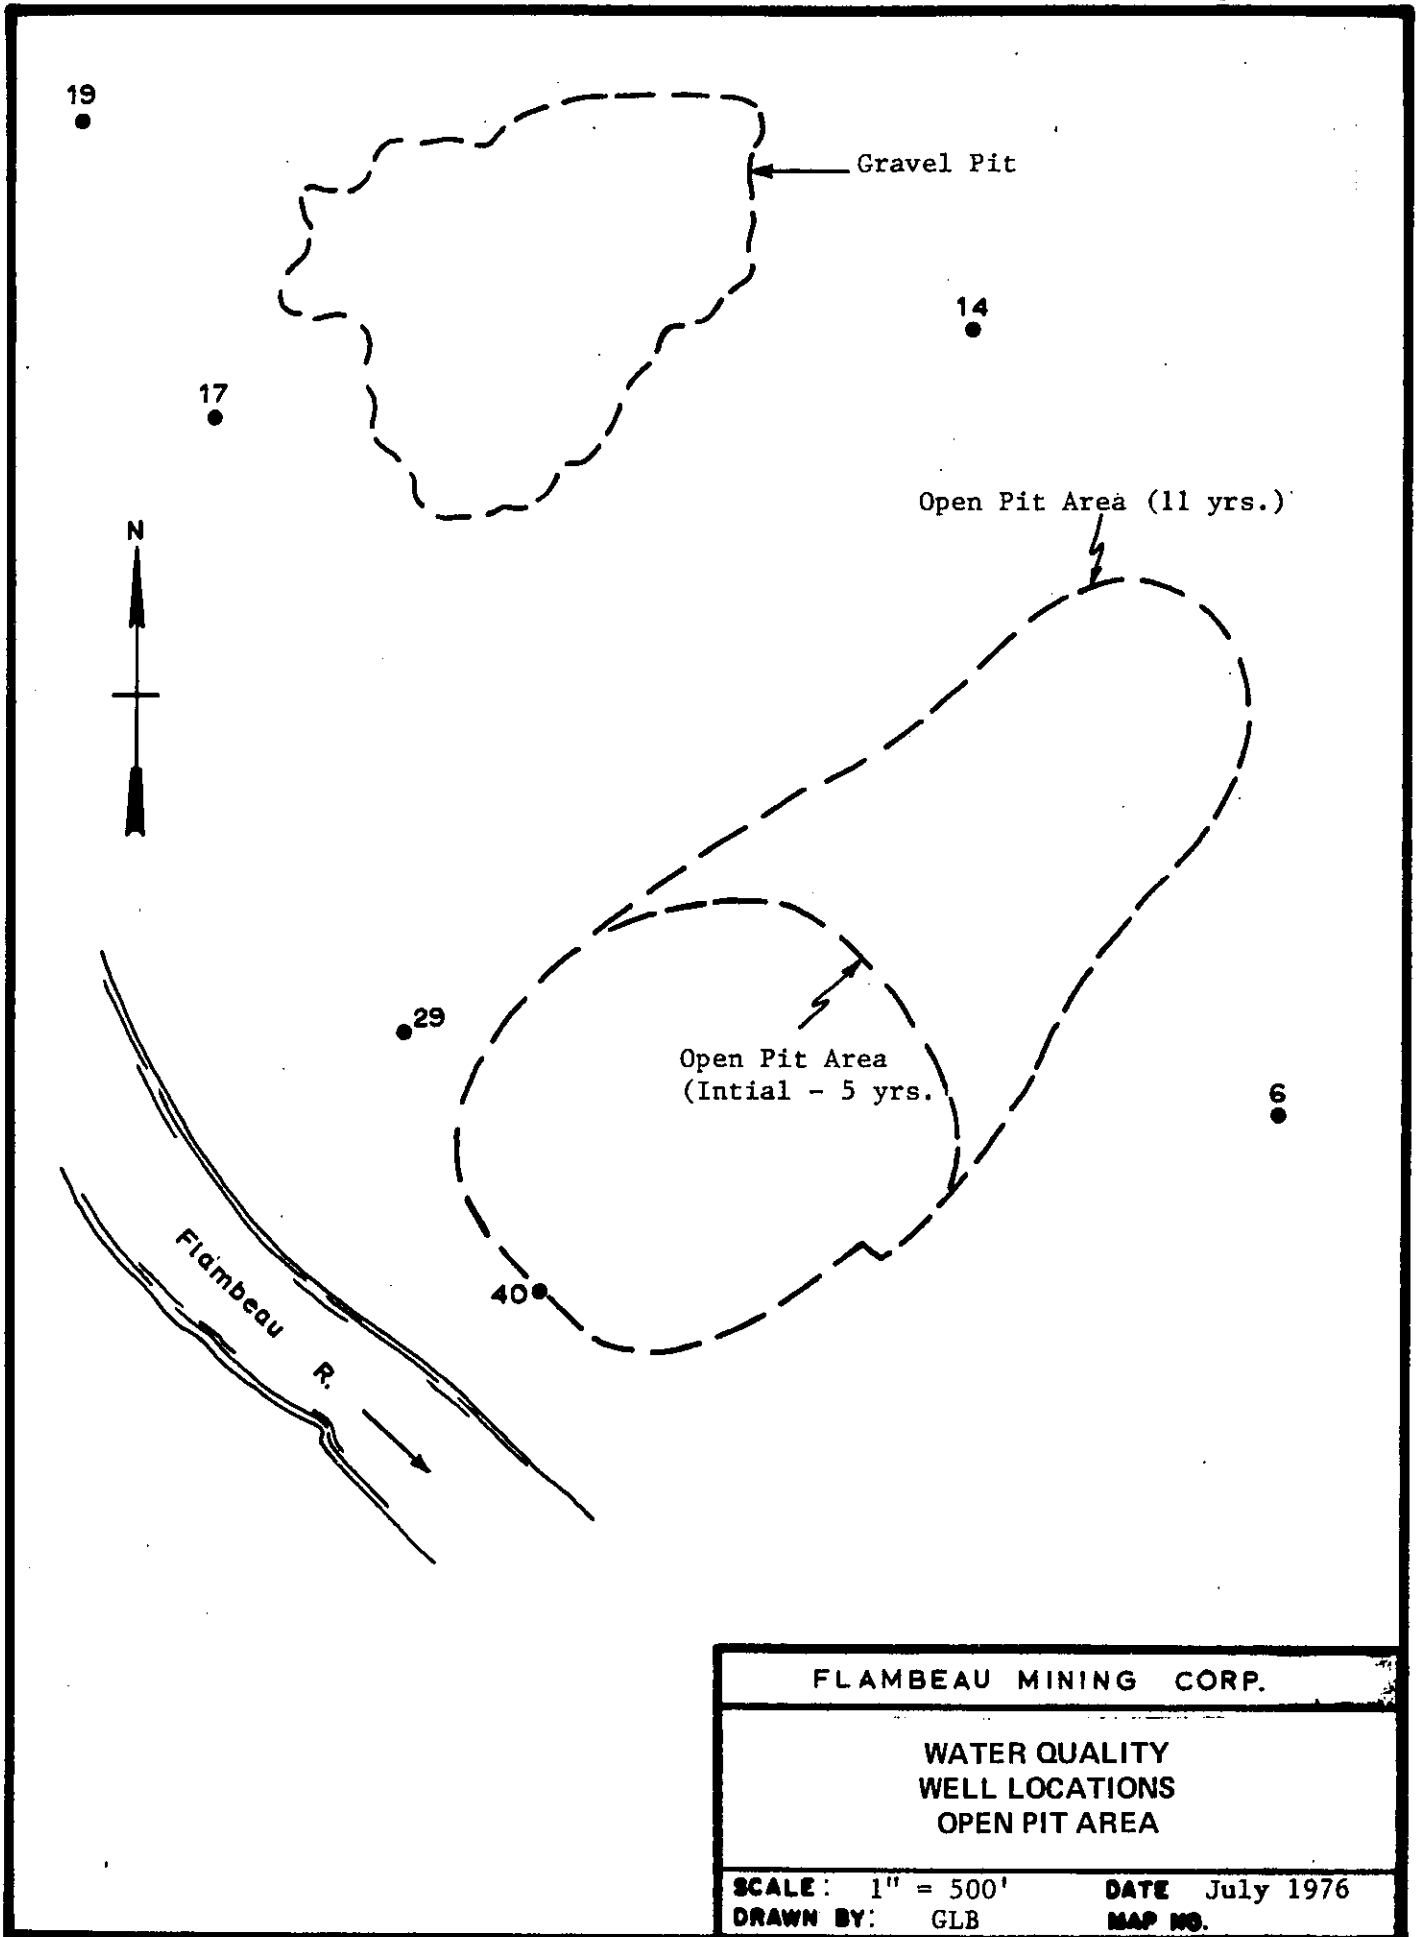 19
Gravel Pit
14
17
Open Pit Area (11 yrs.)
N
29
Open Pit Area
(Intial - 5 yrs.
6
40
Flambeau
R.
FLAMBEAU MINING CORP.
WATER QUALITY
WELL LOCATIONS
OPEN PIT AREA
SCALE: 1" = 500' DATE July 1976
DRAWN BY: GLB MAP NO.